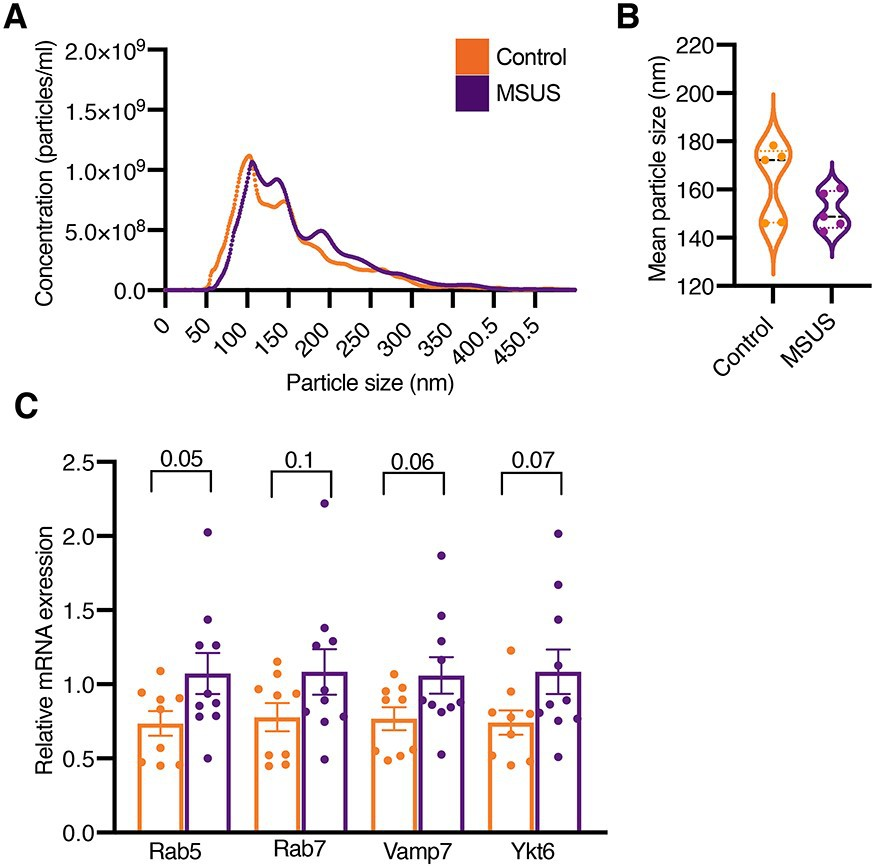 A
Concentration (particles/ml)
2.0×10⁹
1.5×10⁹
1.0×10⁹
5.0×10⁸
0.0
0
50
100
150
200
250
300
350
400.5
450.5
Particle size (nm)
Control
MSUS
B
Mean particle size (nm)
220
200
180
160
140
120
Control
MSUS
C
Relative mRNA exression
2.5
2.0
1.5
1.0
0.5
0.0
0.05
0.1
0.06
0.07
Rab5
Rab7
Vamp7
Ykt6